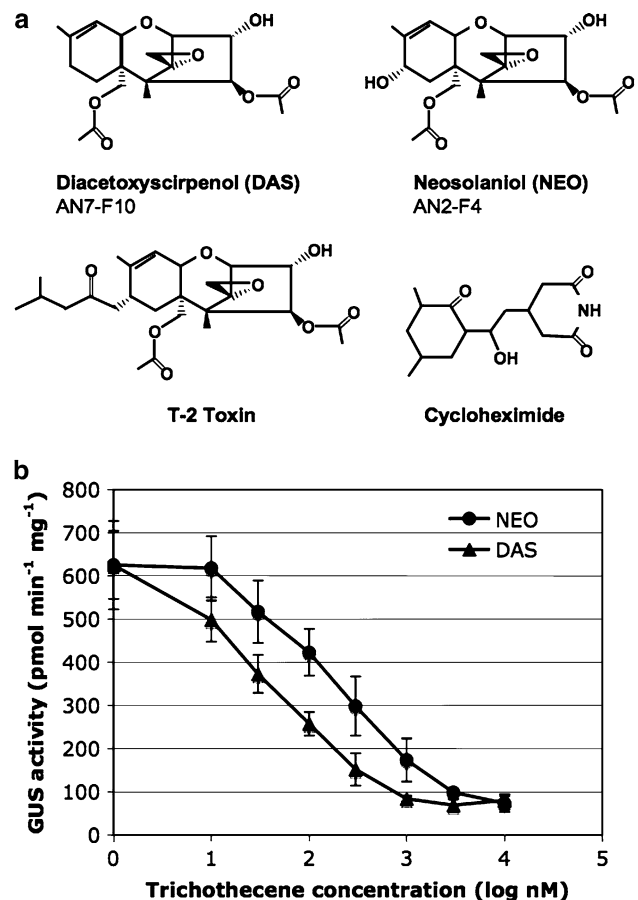 a
OH
O
O
O
O
O
O
Diacetoxyscirpenol (DAS)
AN7-F10
OH
O
O
HO
O
O
O
O
Neosolaniol (NEO)
AN2-F4
O
O
OH
O
O
O
O
O
T-2 Toxin
O
O
NH
OH
O
Cycloheximide
b
GUS activity (pmol min⁻¹ mg⁻¹)
800
700
600
500
400
300
200
100
0
NEO
DAS
0 1 2 3 4 5
Trichothecene concentration (log nM)